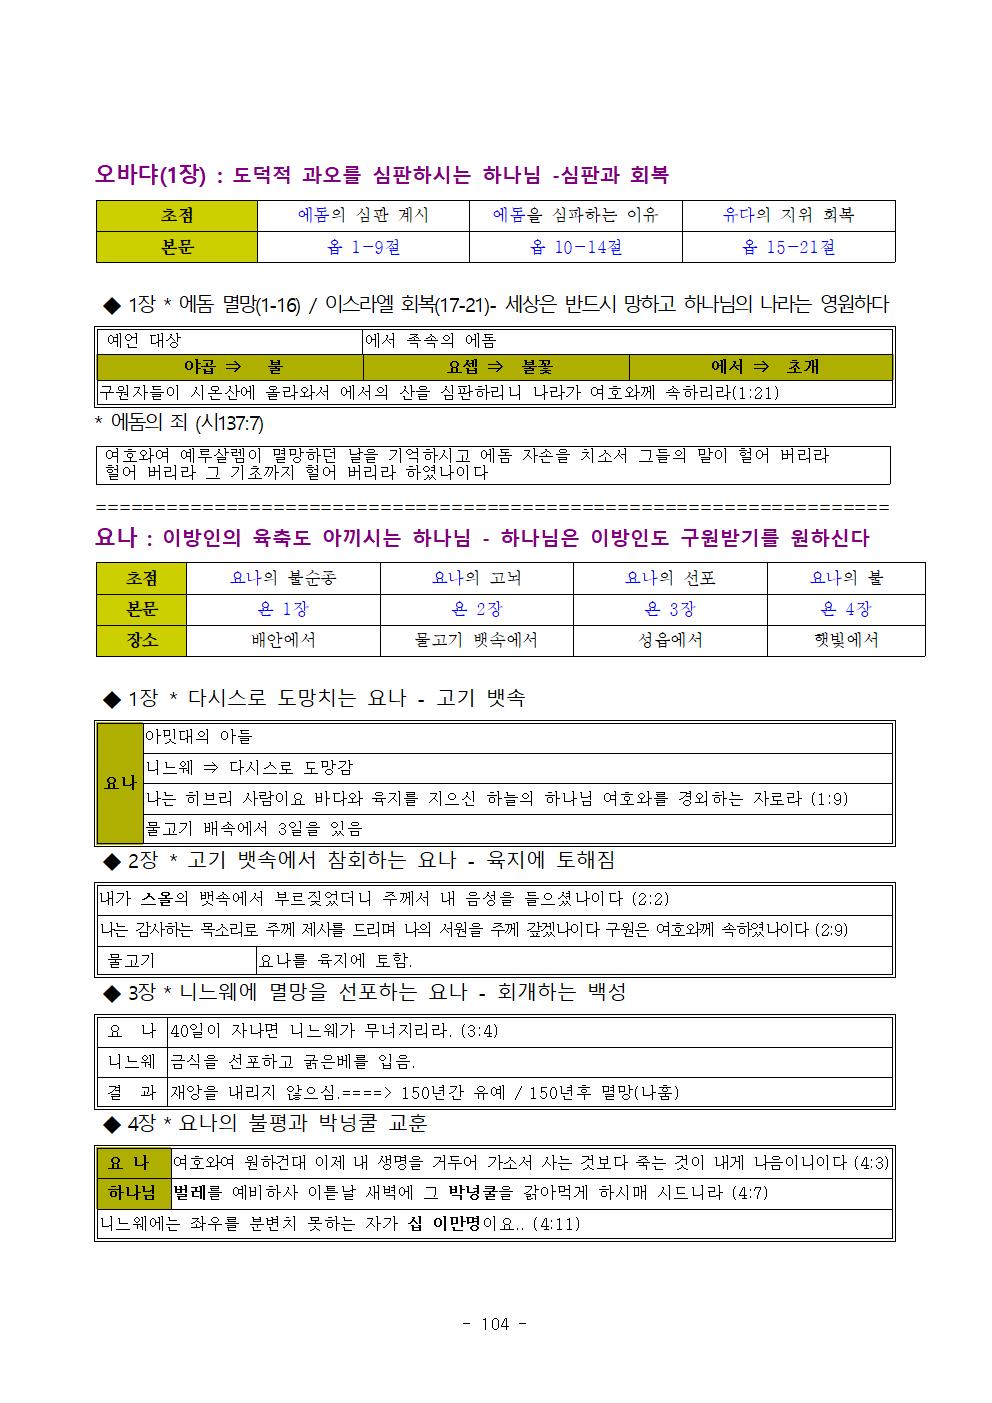 오바댜(1장) : 도덕적 과오를 심판하시는 하나님 -심판과 회복
초점 에돔의 심판 계시 에돔을 심파하는 이유 유다의 지위 회복
본문 옵 1-9절 옵 10-14절 옵 15-21절
◆ 1장 * 에돔 멸망(1-16) / 이스라엘 회복(17-21)- 세상은 반드시 망하고 하나님의 나라는 영원하다
예언 대상 에서 족속의 에돔
야곱 ⇒ 불 요셉 ⇒ 불꽃 에서 ⇒ 초개
구원자들이 시온산에 올라와서 에서의 산을 심판하리니 나라가 여호와께 속하리라(1:21)
* 에돔의 죄 (시137:7)
여호와여 예루살렘이 멸망하던 날을 기억하시고 에돔 자손을 치소서 그들의 말이 헐어 버리라
헐어 버리라 그 기초까지 헐어 버리라 하였나이다
===================================================================
요나 : 이방인의 육축도 아끼시는 하나님 - 하나님은 이방인도 구원받기를 원하신다
초점 요나의 불순종 요나의 고뇌 요나의 선포 요나의 불
본문 욘 1장 욘 2장 욘 3장 욘 4장
장소 배안에서 물고기 뱃속에서 성읍에서 햇빛에서
◆ 1장 * 다시스로 도망치는 요나 - 고기 뱃속
요나
아밋대의 아들
니느웨 ⇒ 다시스로 도망감
나는 히브리 사람이요 바다와 육지를 지으신 하늘의 하나님 여호와를 경외하는 자로라 (1:9)
물고기 배속에서 3일을 있음
◆ 2장 * 고기 뱃속에서 참회하는 요나 - 육지에 토해짐
내가 스올의 뱃속에서 부르짖었더니 주께서 내 음성을 들으셨나이다 (2:2)
나는 감사하는 목소리로 주께 제사를 드리며 나의 서원을 주께 갚겠나이다 구원은 여호와께 속하였나이다 (2:9)
물고기 요나를 육지에 토함.
◆ 3장 * 니느웨에 멸망을 선포하는 요나 - 회개하는 백성
요 나 40일이 자나면 니느웨가 무너지리라. (3:4)
니느웨 금식을 선포하고 굵은베를 입음.
결 과 재앙을 내리지 않으심.====> 150년간 유예 / 150년후 멸망(나훔)
◆ 4장 * 요나의 불평과 박넝쿨 교훈
요 나 여호와여 원하건대 이제 내 생명을 거두어 가소서 사는 것보다 죽는 것이 내게 나음이니이다 (4:3)
하나님 벌레를 예비하사 이튿날 새벽에 그 박넝쿨을 갉아먹게 하시매 시드니라 (4:7)
니느웨에는 좌우를 분변치 못하는 자가 십 이만명이요.. (4:11)
- 104 -